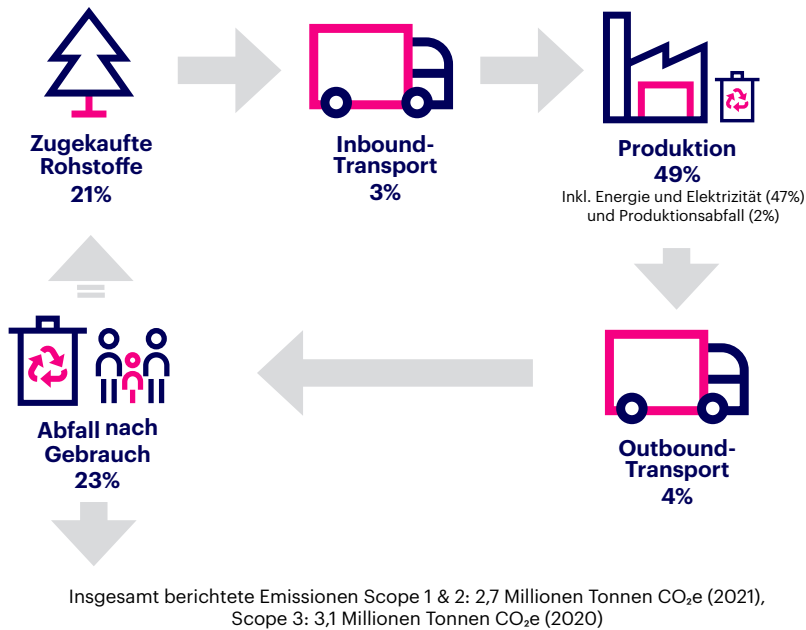 Zugekaufte
Rohstoffe
21%
Inbound-
Transport
3%
Produktion
49%
Inkl. Energie und Elektrizität (47%)
und Produktionsabfall (2%)
Abfall nach
Gebrauch
23%
Outbound-
Transport
4%
Insgesamt berichtete Emissionen Scope 1 & 2: 2,7 Millionen Tonnen CO₂e (2021),
Scope 3: 3,1 Millionen Tonnen CO₂e (2020)